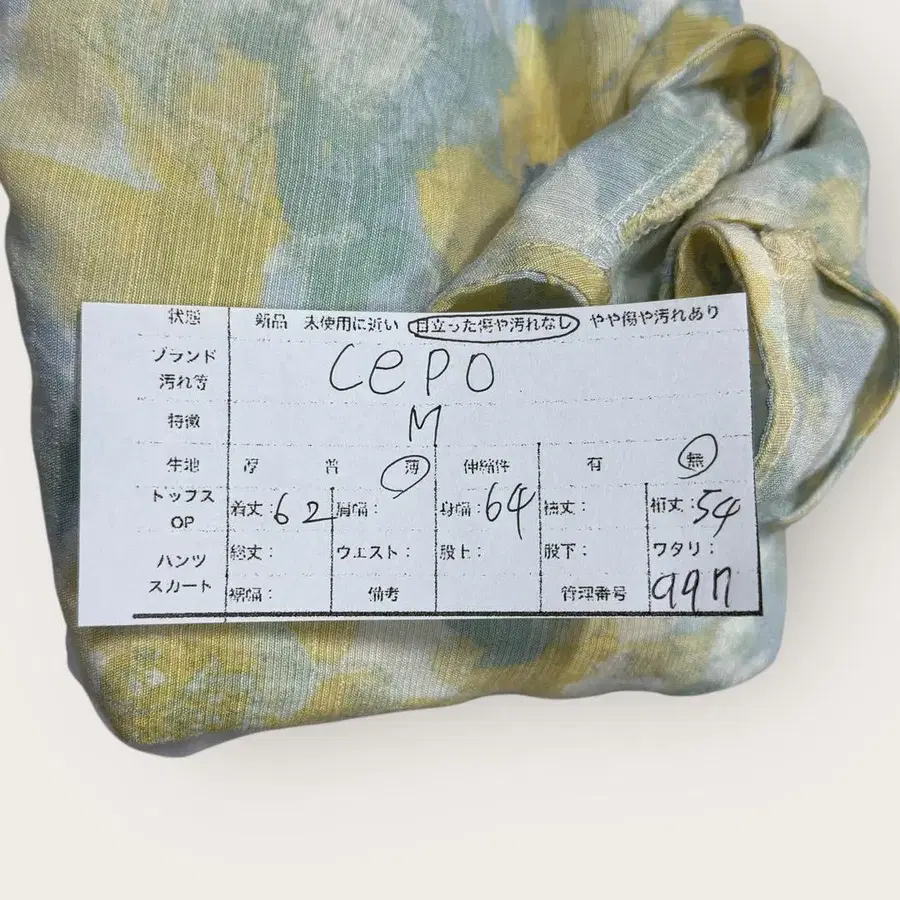 状態 新品 未使用に近い 目立った傷や汚れなし やや傷や汚れあり
ブランド cepo
汚れ等
特徴 M
生地 厚 普 薄 伸縮性 有 無
トップス 着丈：62 肩幅： 身幅：64 袖丈： 裄丈：54
OP
パンツ 総丈： ウエスト： 股上： 股下： ワタリ：
スカート 裾幅： 備考 管理番号 997